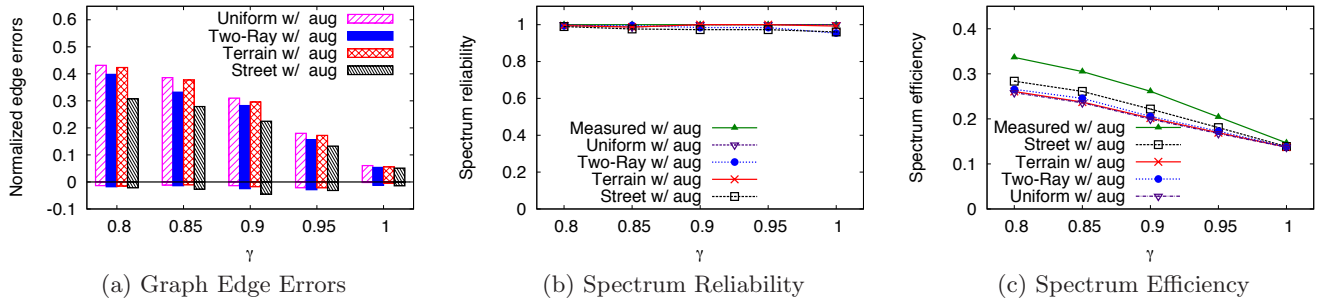 Normalized edge errors
0.6
0.5
0.4
0.3
0.2
0.1
0
-0.1
Uniform w/ aug
Two-Ray w/ aug
Terrain w/ aug
Street w/ aug
0.8 0.85 0.9 0.95 1
γ
(a) Graph Edge Errors
Spectrum reliability
1
0.8
0.6
0.4
0.2
0
Measured w/ aug
Uniform w/ aug
Two-Ray w/ aug
Terrain w/ aug
Street w/ aug
0.8 0.85 0.9 0.95 1
γ
(b) Spectrum Reliability
Spectrum efficiency
0.4
0.3
0.2
0.1
0
Measured w/ aug
Street w/ aug
Terrain w/ aug
Two-Ray w/ aug
Uniform w/ aug
0.8 0.85 0.9 0.95 1
γ
(c) Spectrum Efficiency